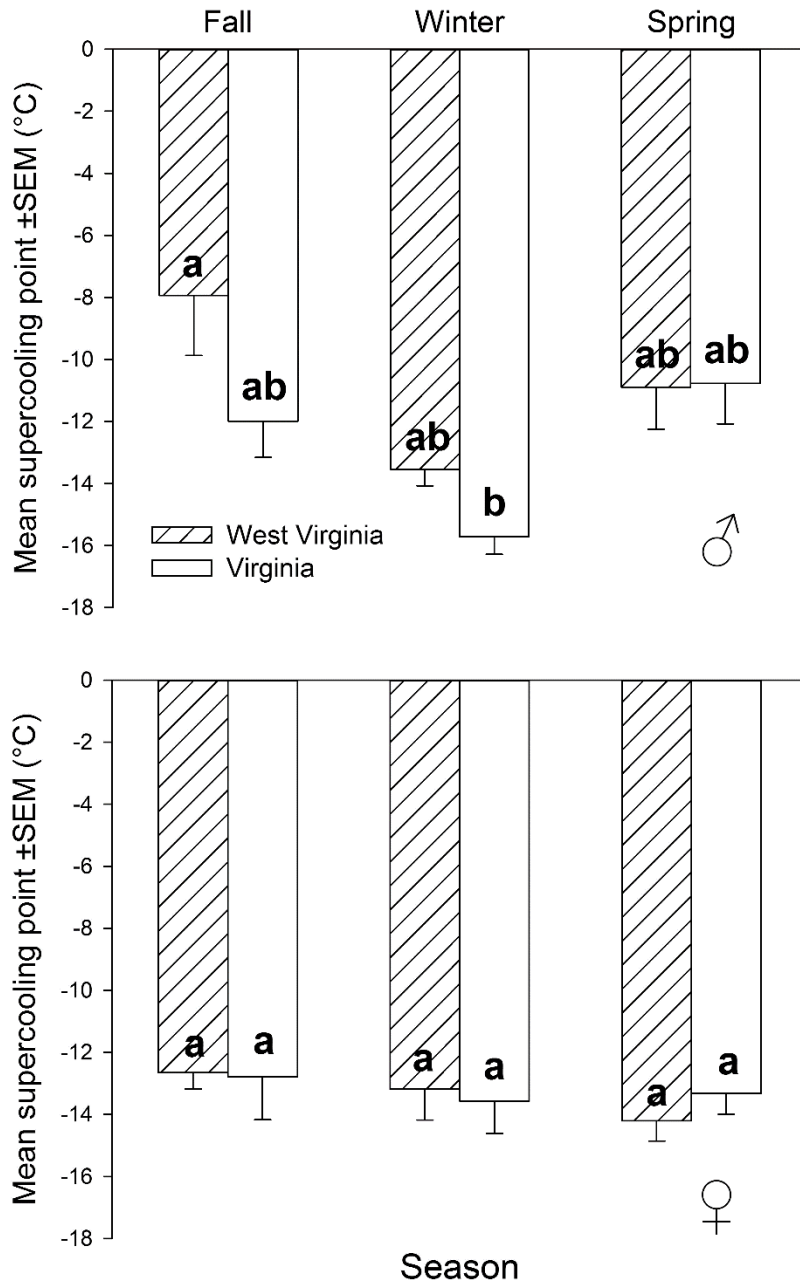 Fall Winter Spring
Mean supercooling point ±SEM (°C)
0
-2
-4
-6
-8
-10
-12
-14
-16
-18
a
ab
ab
b
ab
ab
West Virginia
Virginia
♂
Mean supercooling point ±SEM (°C)
0
-2
-4
-6
-8
-10
-12
-14
-16
-18
a
a
a
a
a
a
♀
Season